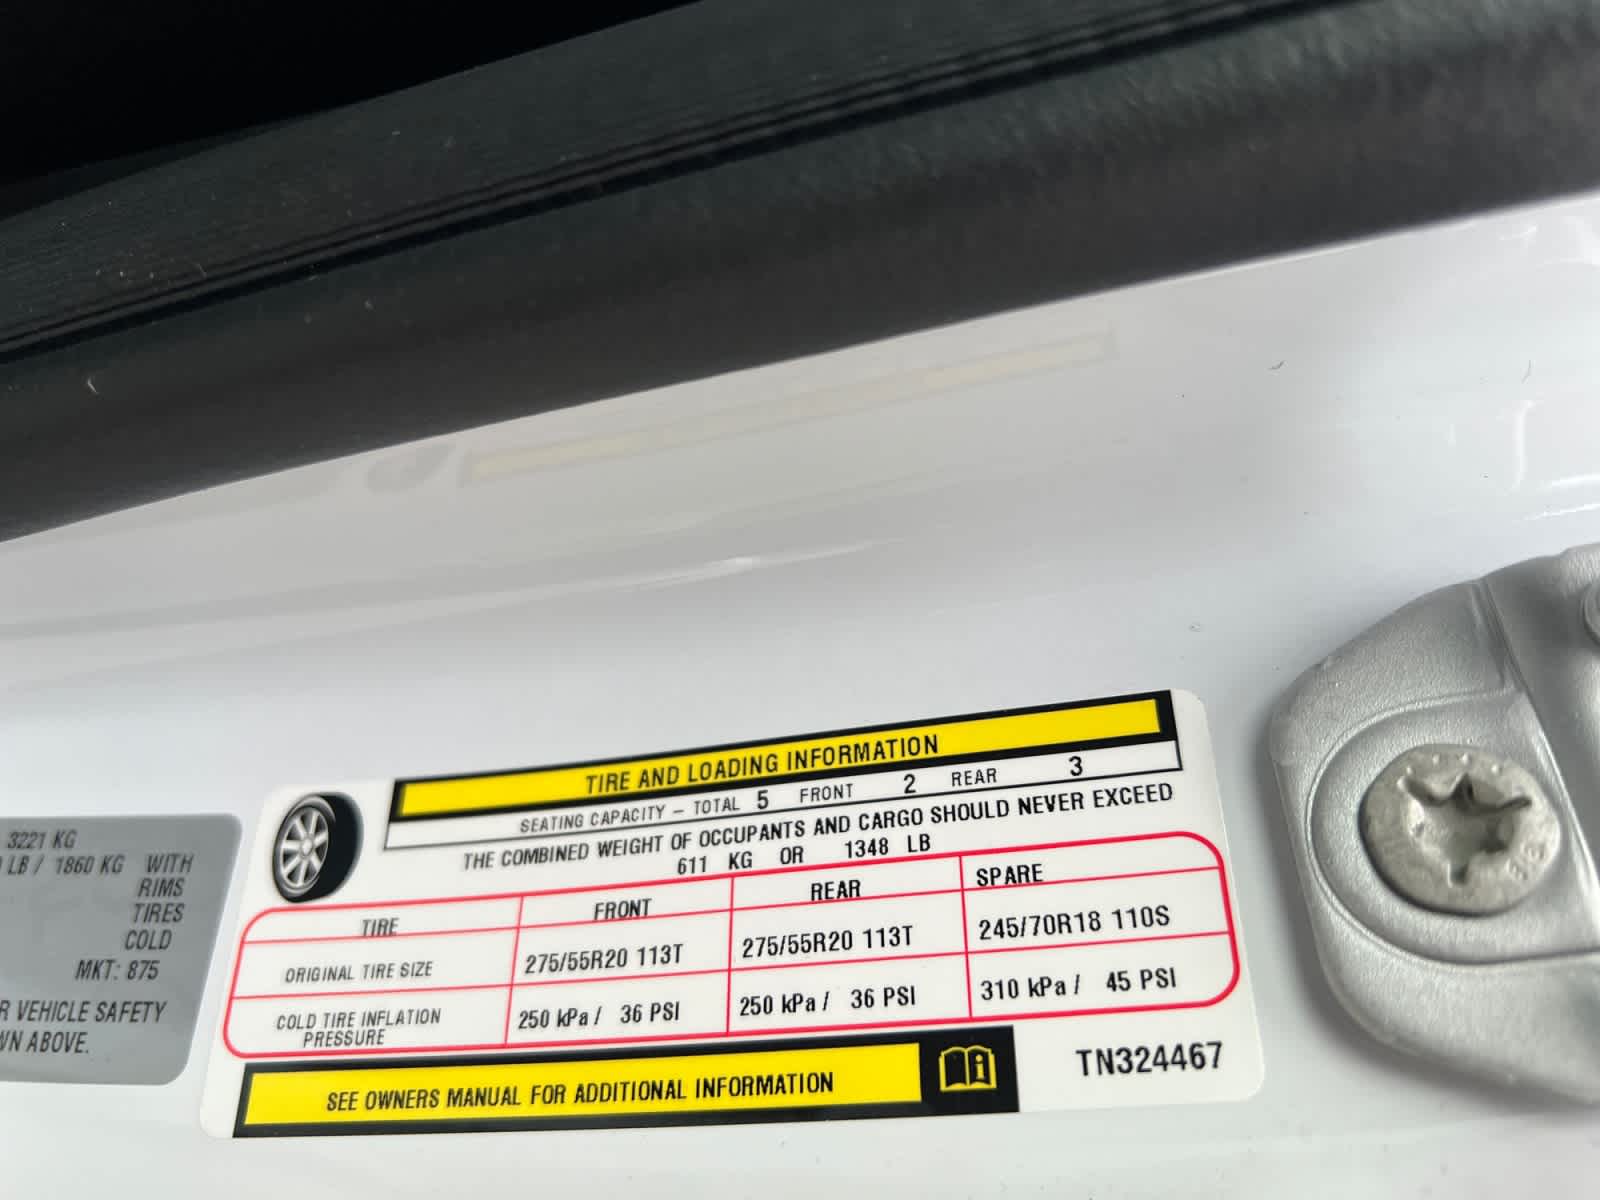 3221 KG
LB / 1860 KG WITH
RIMS
TIRES
COLD
MKT: 875
VEHICLE SAFETY
ABOVE.
TIRE AND LOADING INFORMATION
SEATING CAPACITY – TOTAL 5 FRONT 2 REAR 3
THE COMBINED WEIGHT OF OCCUPANTS AND CARGO SHOULD NEVER EXCEED
611 KG OR 1348 LB
TIRE FRONT REAR SPARE
ORIGINAL TIRE SIZE 275/55R20 113T 275/55R20 113T 245/70R18 110S
COLD TIRE INFLATION PRESSURE 250 kPa / 36 PSI 250 kPa / 36 PSI 310 kPa / 45 PSI
SEE OWNERS MANUAL FOR ADDITIONAL INFORMATION
TN324467